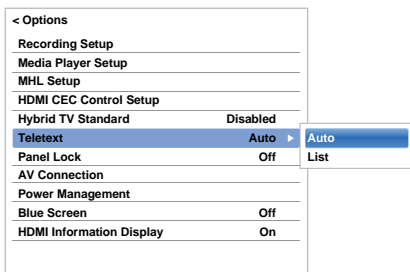 < Options
Recording Setup
Media Player Setup
MHL Setup
HDMI CEC Control Setup
Hybrid TV Standard Disabled
Teletext Auto ▶ Auto
Panel Lock Off List
AV Connection
Power Management
Blue Screen Off
HDMI Information Display On